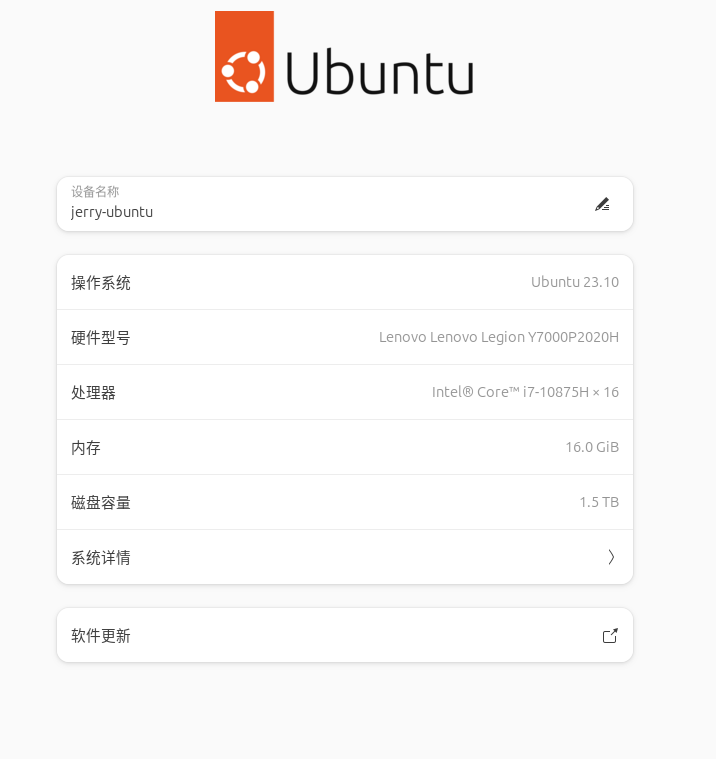 Ubuntu
设备名称
jerry-ubuntu
操作系统 Ubuntu 23.10
硬件型号 Lenovo Lenovo Legion Y7000P2020H
处理器 Intel® Core™ i7-10875H × 16
内存 16.0 GiB
磁盘容量 1.5 TB
系统详情
软件更新